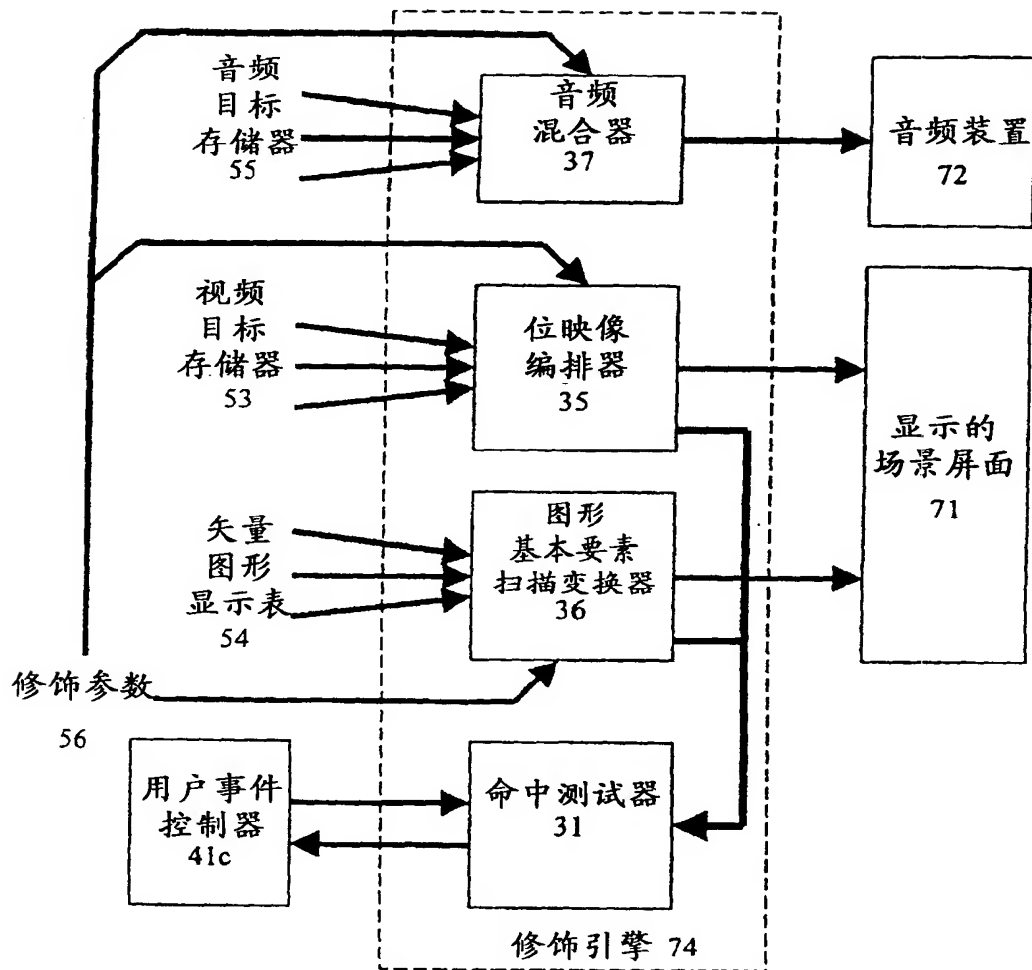 音频
目标
存储器
55
音频
混合器
37
音频装置
72
视频
目标
存储器
53
位映像
编排器
35
显示的
场景屏面
71
矢量
图形
显示表
54
图形
基本要素
扫描变换器
36
修饰参数
56
用户事件
控制器
41c
命中测试器
31
修饰引擎 74